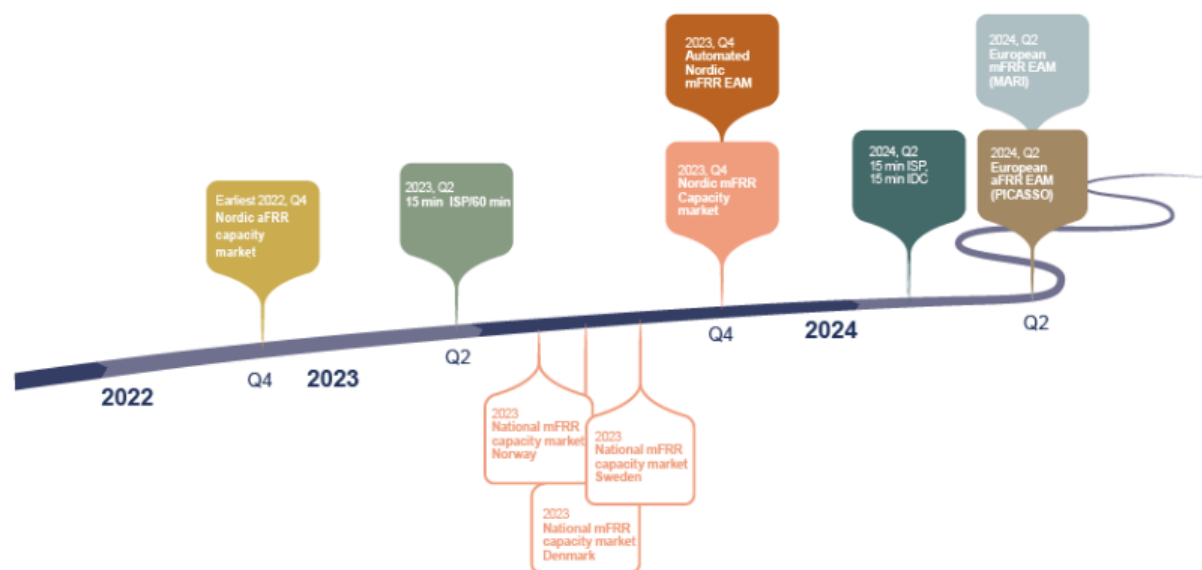 Earliest 2022, Q4
Nordic aFRR
capacity
market
2023, Q2
15 min ISP/60 min
2023, Q4
Automated
Nordic
mFRR EAM
2023, Q4
Nordic mFRR
Capacity
market
2024, Q2
15 min ISP,
15 min IDC
2024, Q2
European
mFRR EAM
(MARI)
2024, Q2
European
aFRR EAM
(PICASSO)
2022
Q4
2023
Q2
Q4
2024
Q2
2023
National mFRR
capacity market
Norway
2023
National mFRR
capacity market
Sweden
2023
National mFRR
capacity market
Denmark